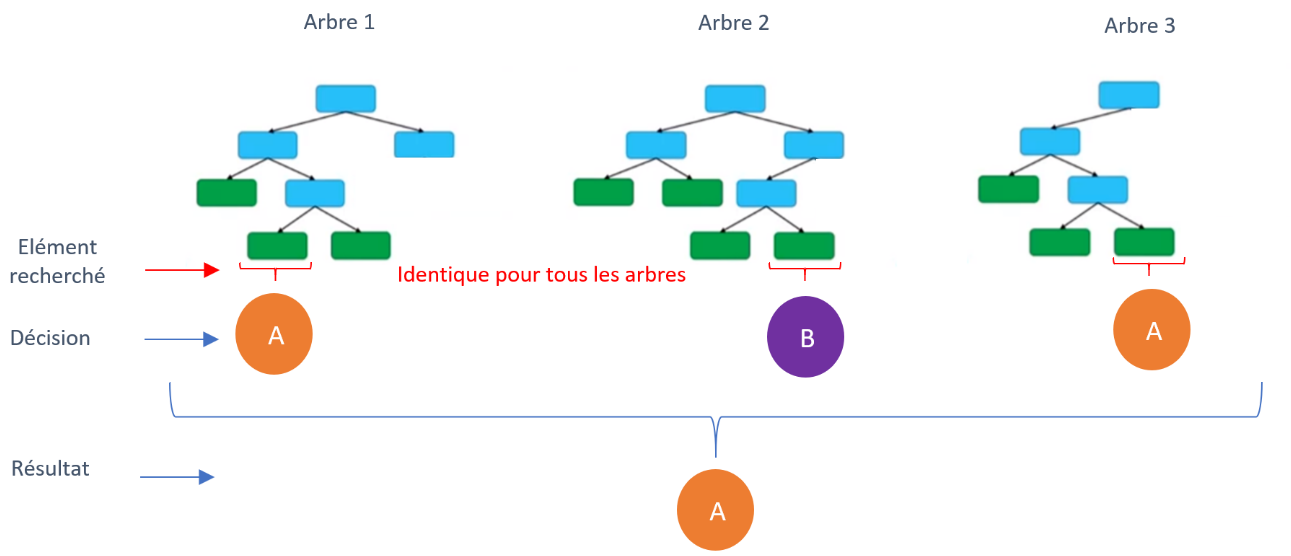 Arbre 1
Arbre 2
Arbre 3
Elément
recherché
Identique pour tous les arbres
Décision
A
B
A
Résultat
A